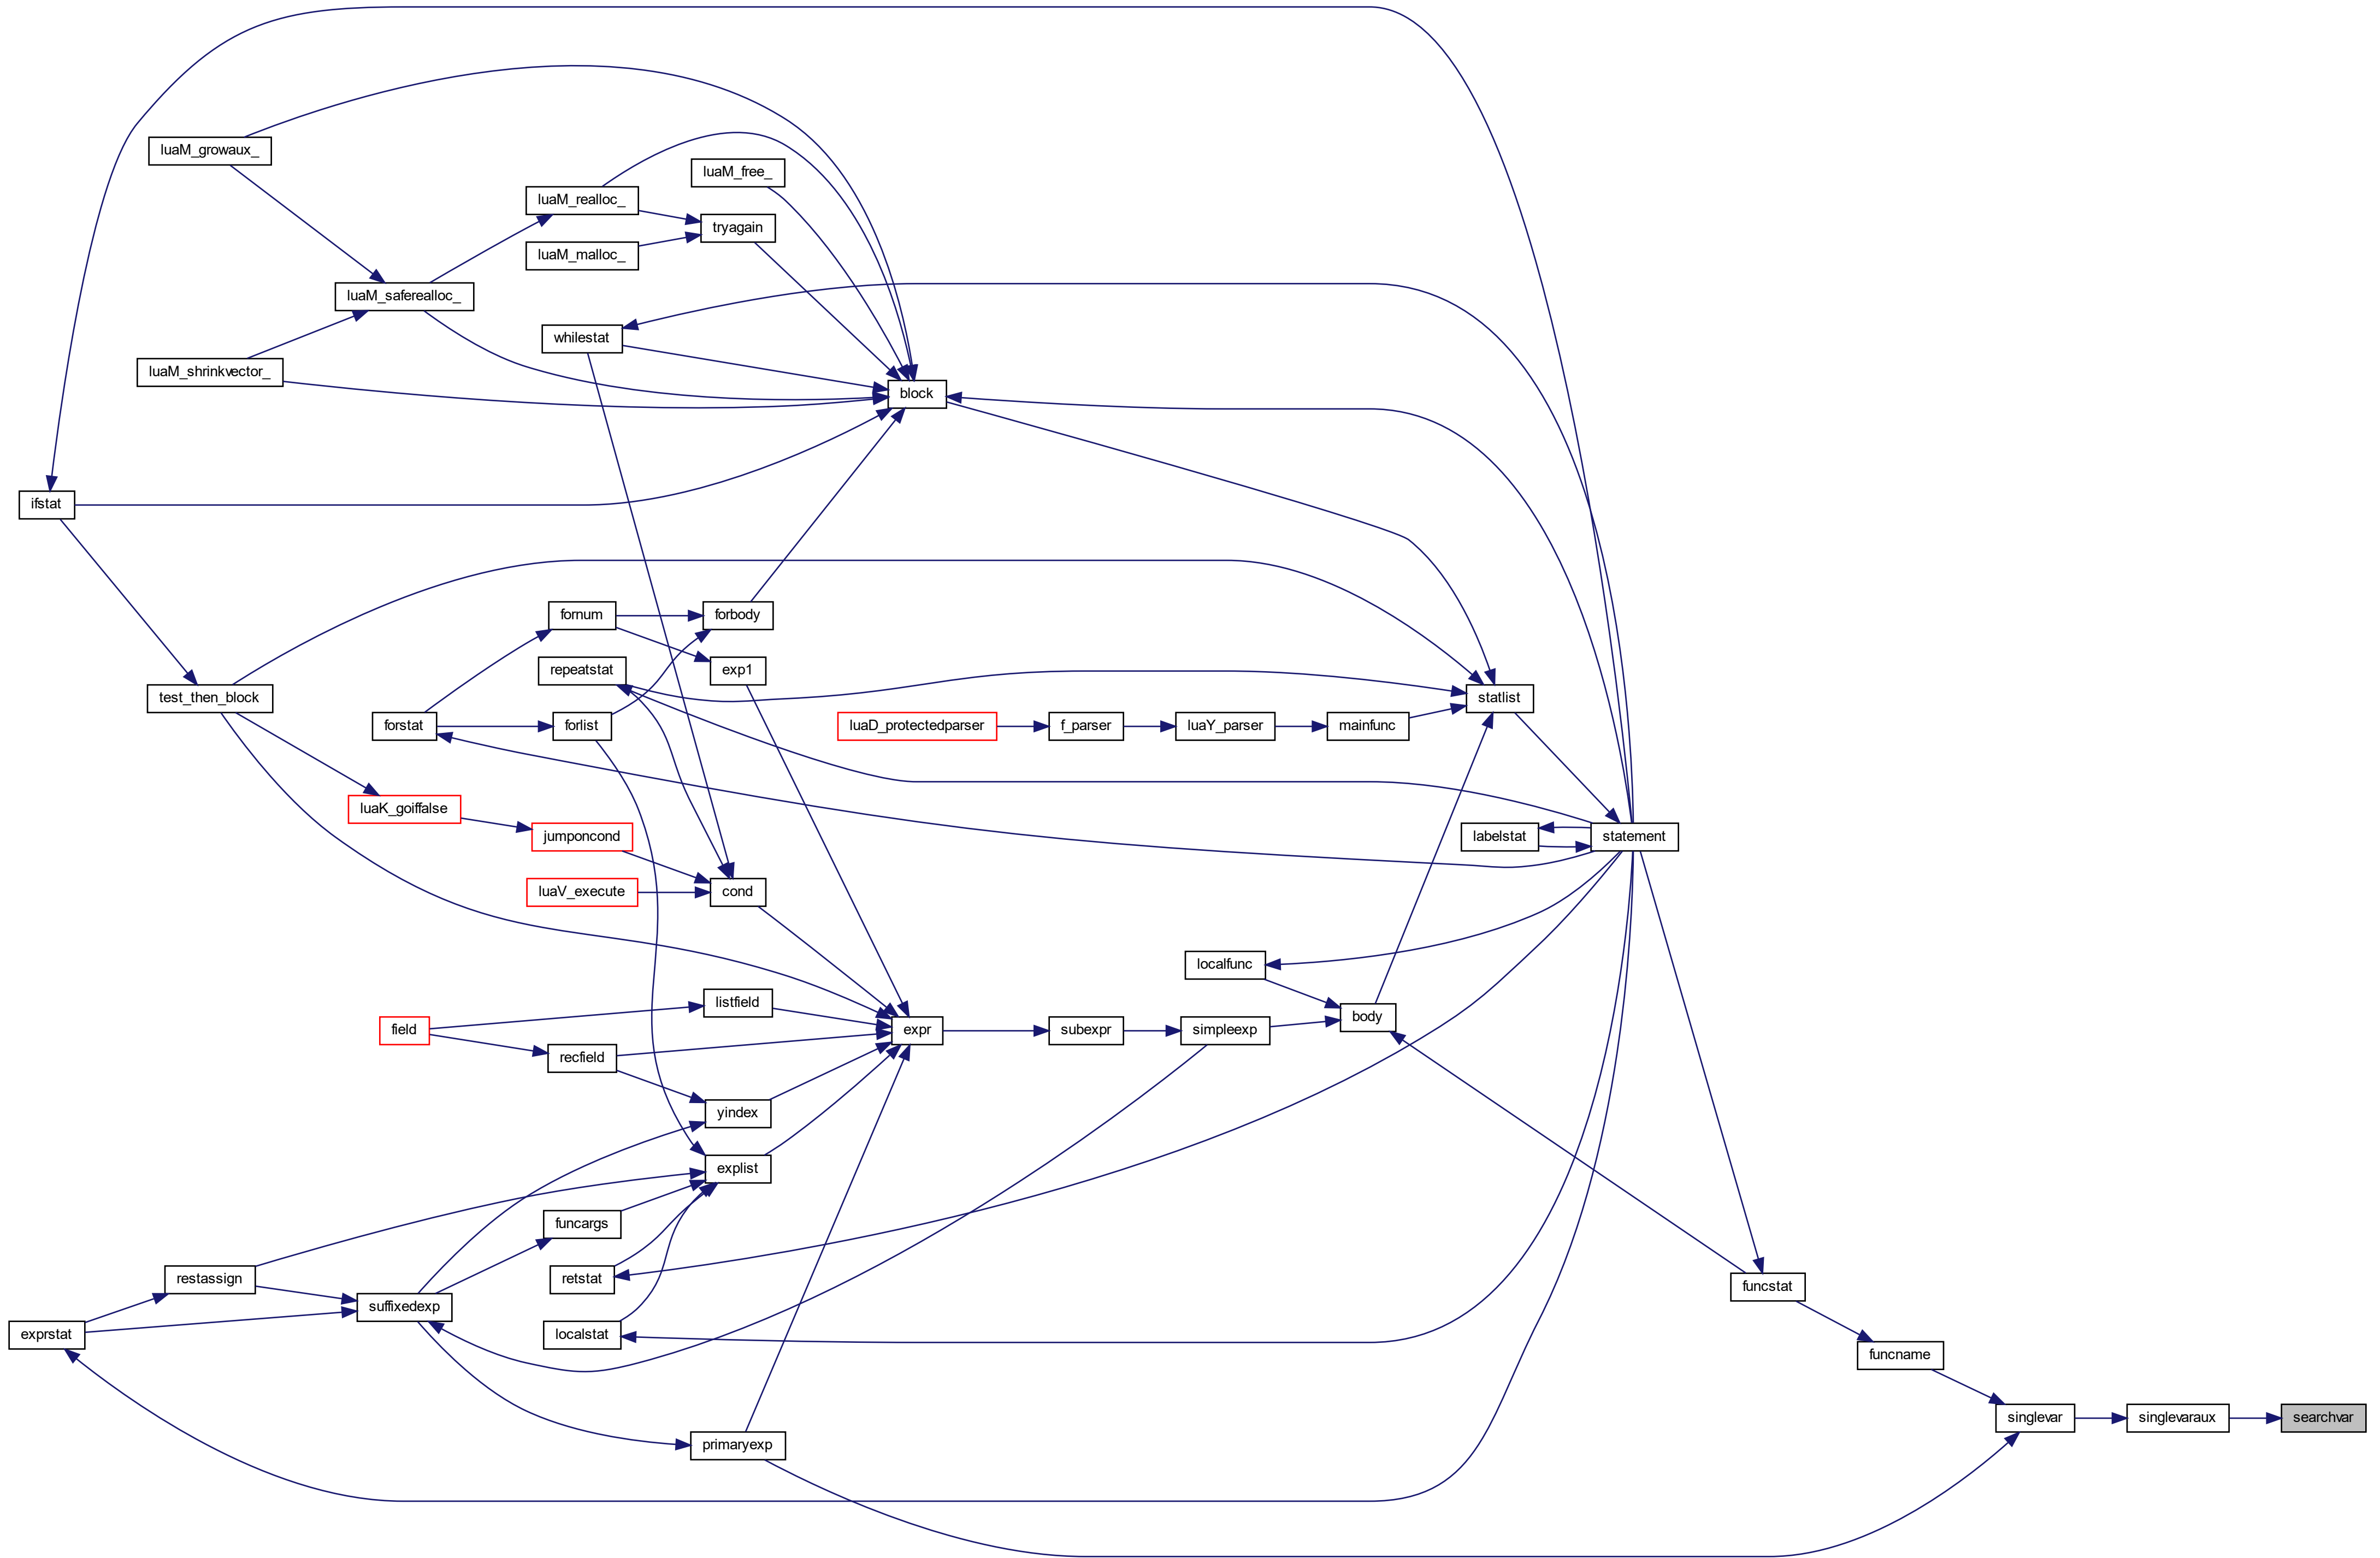 luaM_growaux_
luaM_free_
luaM_realloc_
tryagain
luaM_malloc_
luaM_saferealloc_
whilestat
luaM_shrinkvector_
block
ifstat
fornum
forbody
repeatstat
exp1
test_then_block
statlist
forstat
forlist
luaD_protectedparser
f_parser
luaY_parser
mainfunc
luaK_goiffalse
jumponcond
labelstat
statement
luaV_execute
cond
localfunc
listfield
body
field
expr
subexpr
simpleexp
recfield
yindex
explist
funcargs
restassign
retstat
funcstat
suffixedexp
exprstat
localstat
funcname
singlevar
singlevaraux
searchvar
primaryexp